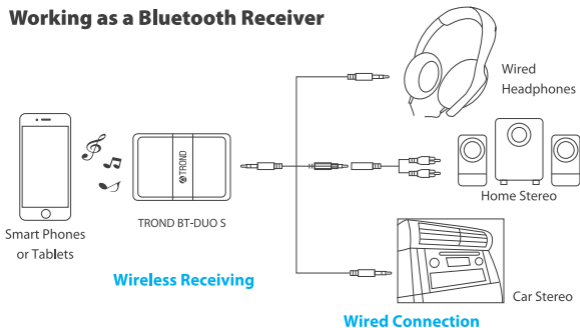 Working as a Bluetooth Receiver
Wired
Headphones
TROND
Home Stereo
TROND BT-DUO S
Smart Phones
or Tablets
Wireless Receiving
Car Stereo
Wired Connection